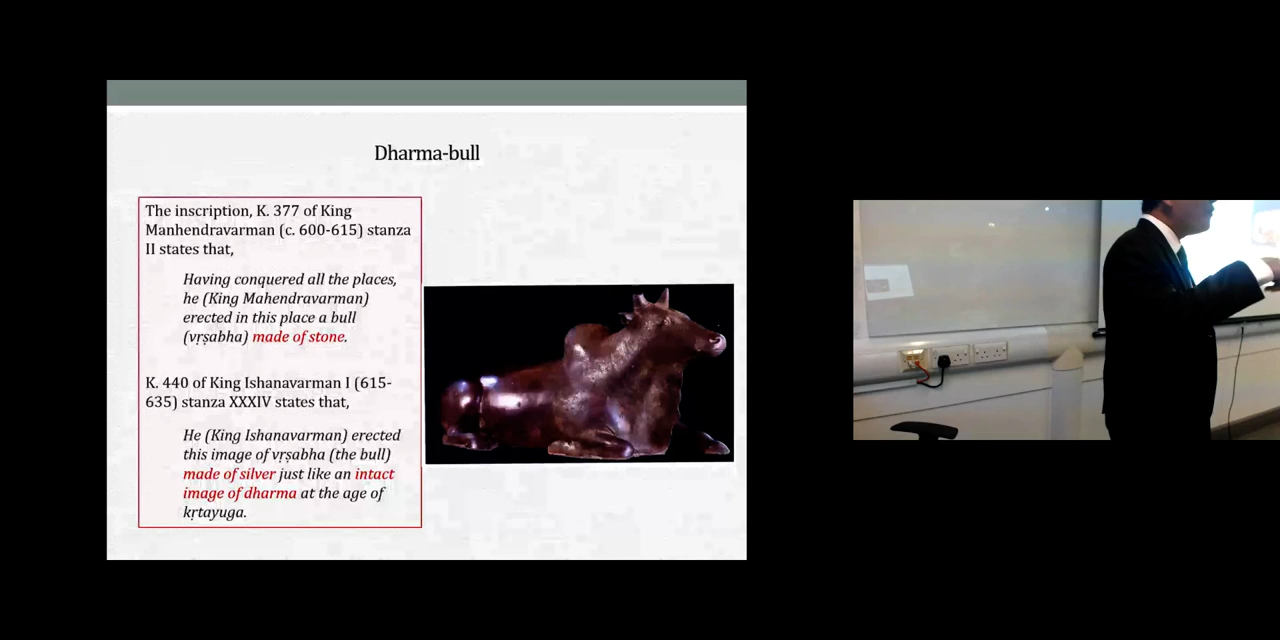 Dharma-bull
The inscription, K. 377 of King
Manhendravarman (c. 600-615) stanza
II states that,
Having conquered all the places,
he (King Mahendravarman)
erected in this place a bull
(vṛṣabha) made of stone.
K. 440 of King Ishanavarman I (615-
635) stanza XXXIV states that,
He (King Ishanavarman) erected
this image of vṛṣabha (the bull)
made of silver just like an intact
image of dharma at the age of
kṛtayuga.